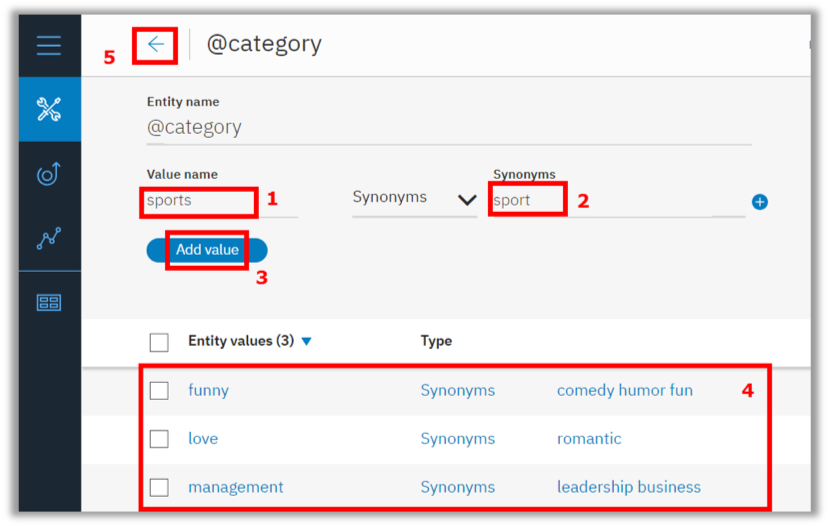 5 @category
Entity name
@category
Value name Synonyms
sports 1 Synonyms sport 2
Add value
3
Entity values (3) Type
funny Synonyms comedy humor fun 4
love Synonyms romantic
management Synonyms leadership business